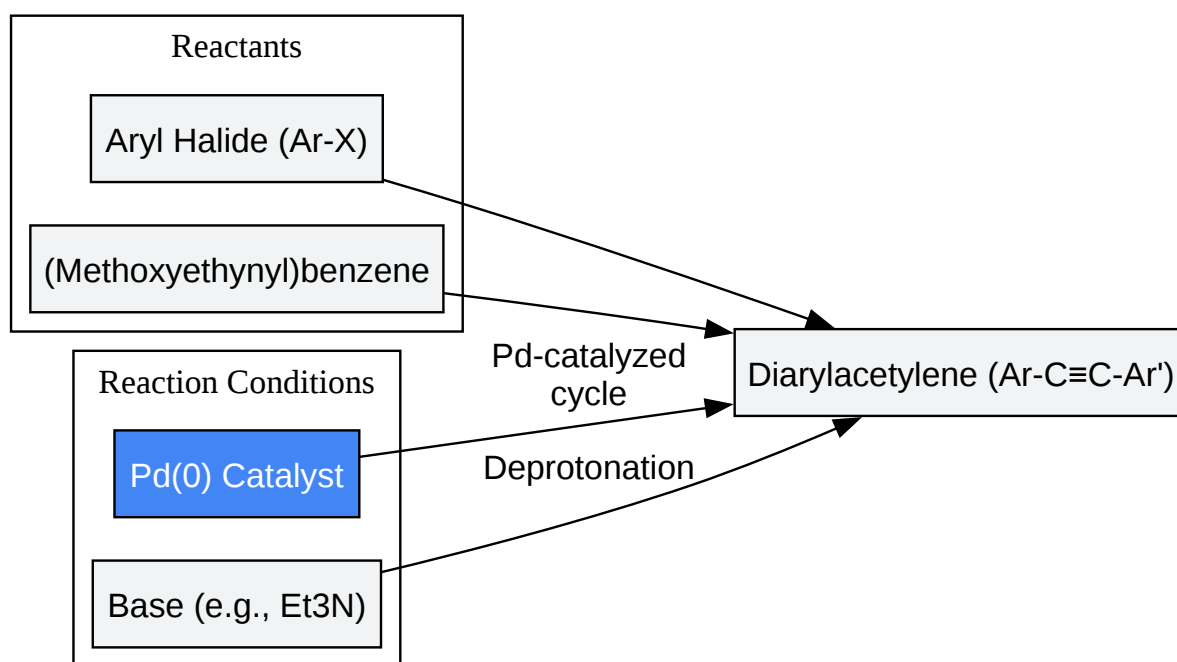 Reactants
Aryl Halide (Ar-X)
(Methoxyethynyl)benzene
Pd-catalyzed
cycle
Diarylacetylene (Ar-C≡C-Ar')
Reaction Conditions
Pd(0) Catalyst
Deprotonation
Base (e.g., Et3N)